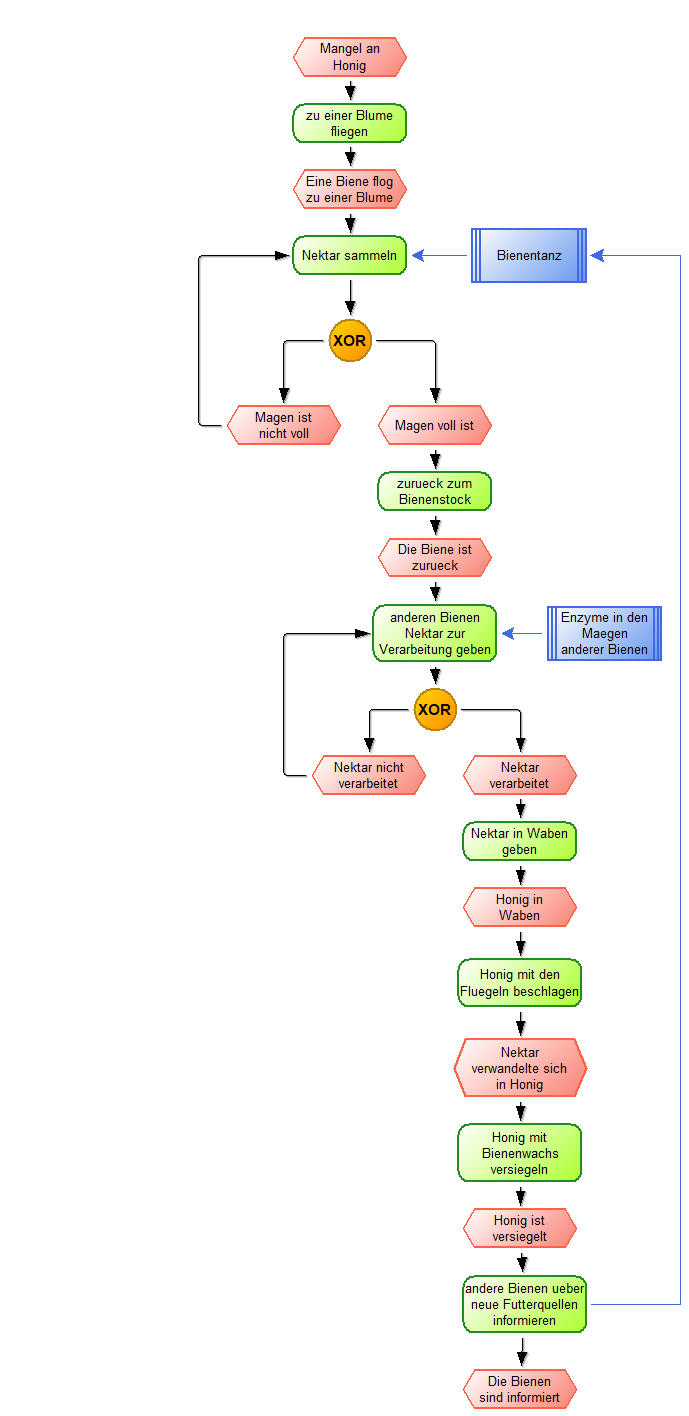 Mangel an
Honig
zu einer Blume
fliegen
Eine Biene flog
zu einer Blume
Nektar sammeln
Bienentanz
XOR
Magen ist
nicht voll
Magen voll ist
zurueck zum
Bienenstock
Die Biene ist
zurueck
anderen Bienen
Nektar zur
Verarbeitung geben
Enzyme in den
Maegen
anderer Bienen
XOR
Nektar nicht
verarbeitet
Nektar
verarbeitet
Nektar in Waben
geben
Honig in
Waben
Honig mit den
Fluegeln beschlagen
Nektar
verwandelte sich
in Honig
Honig mit
Bienenwachs
versiegeln
Honig ist
versiegelt
andere Bienen ueber
neue Futterquellen
informieren
Die Bienen
sind informiert